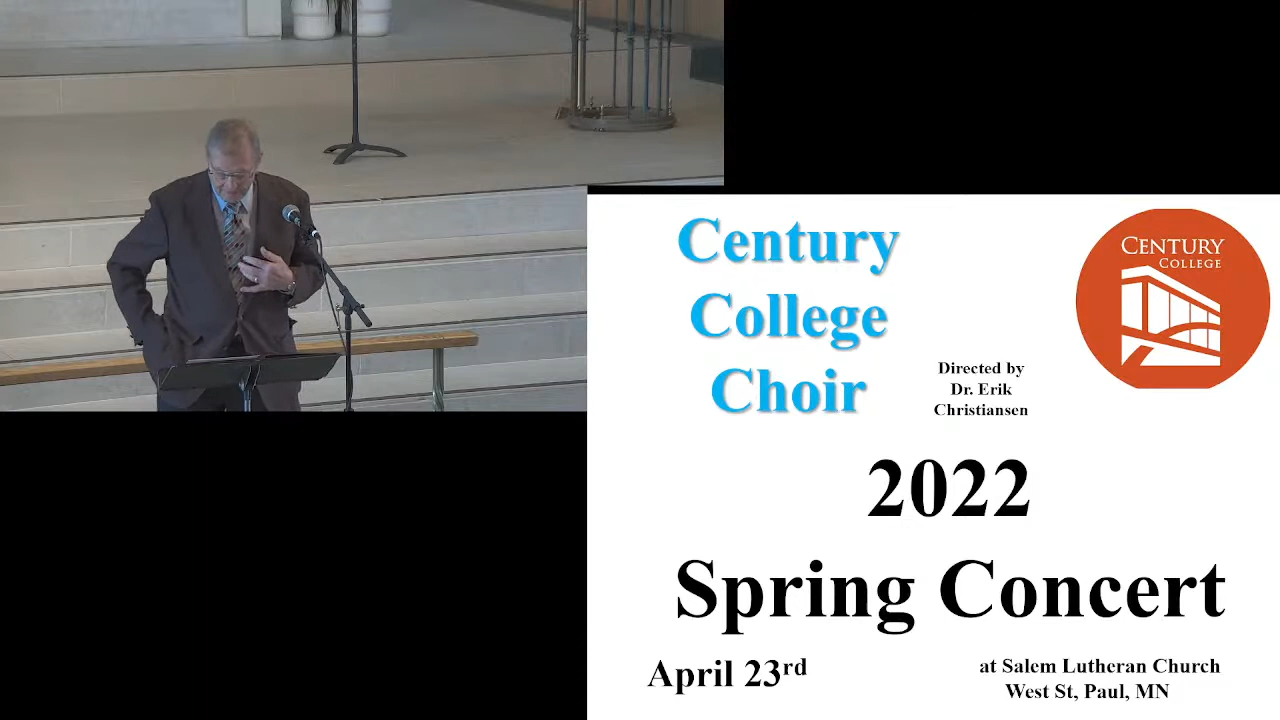 Century
College
Choir
CENTURY
COLLEGE
Directed by
Dr. Erik
Christiansen
2022
Spring Concert
April 23rd
at Salem Lutheran Church
West St, Paul, MN